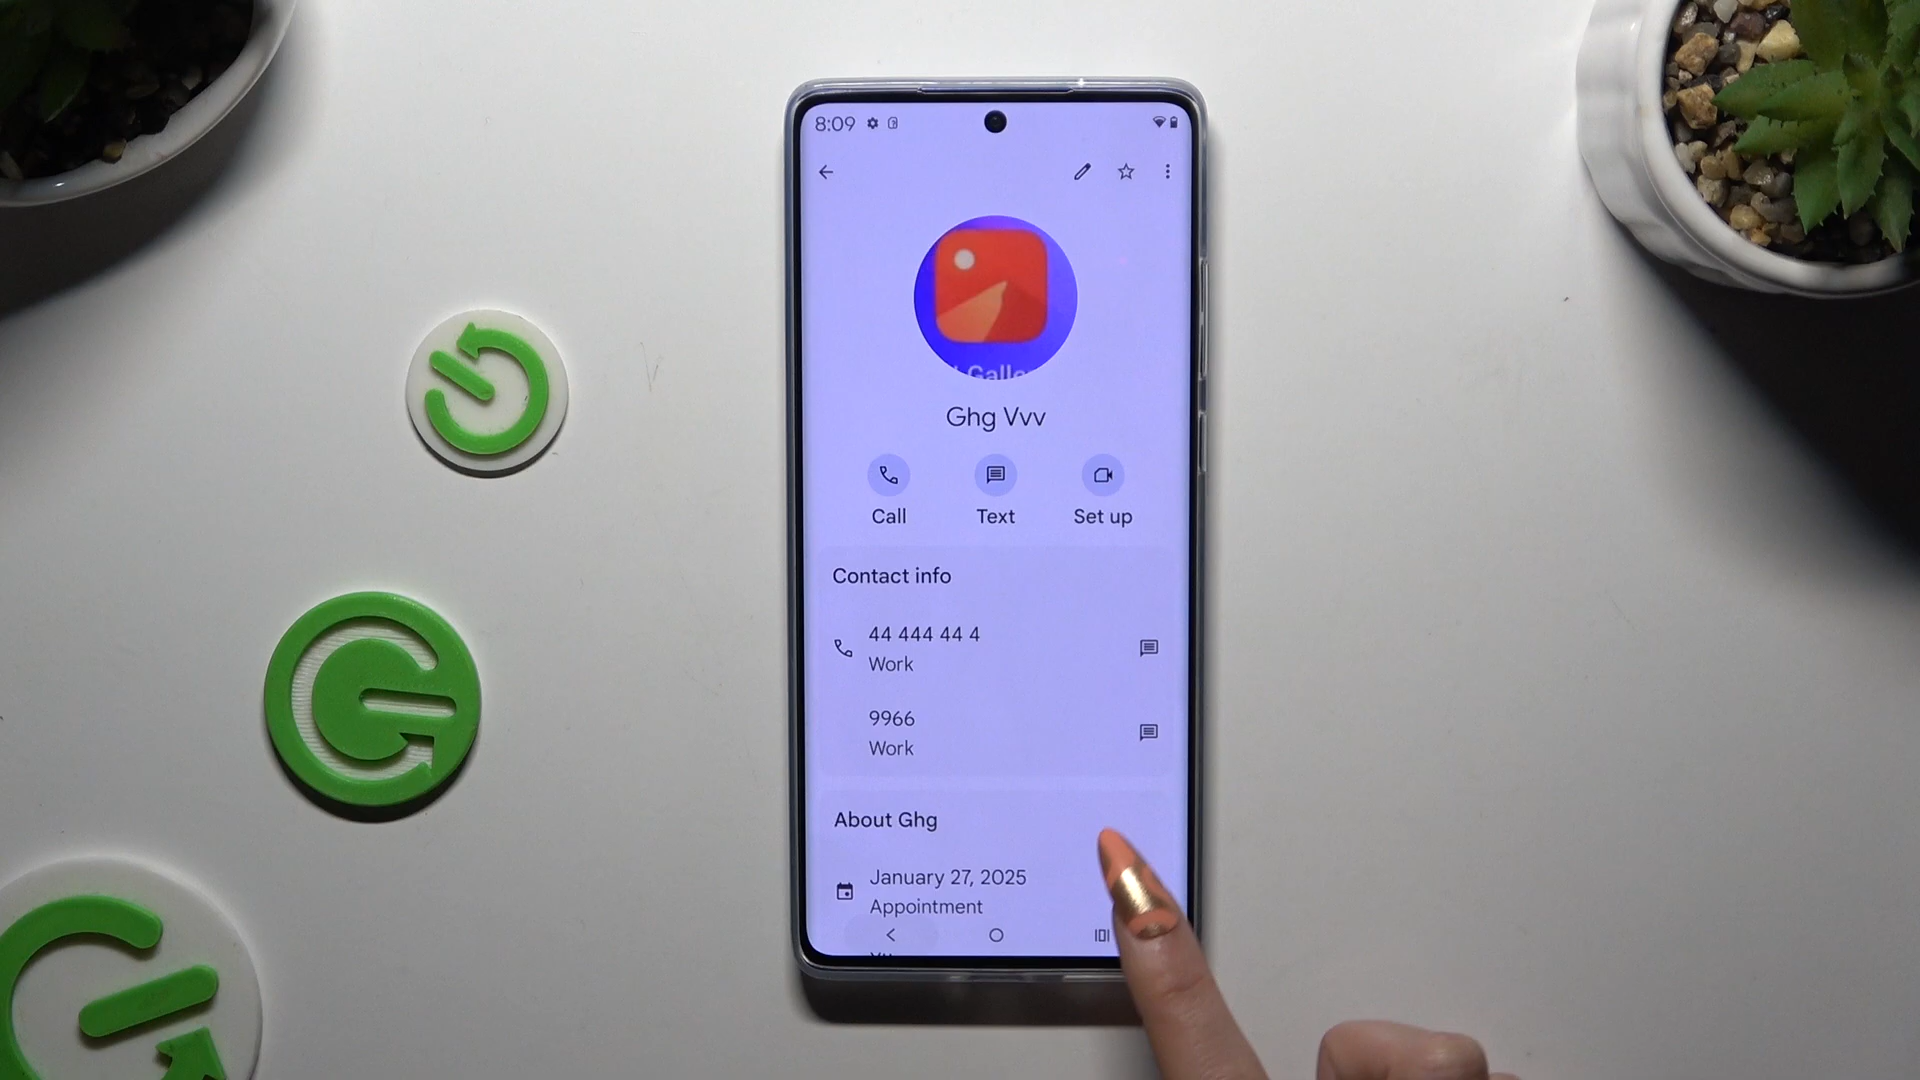 8:09
Ghg Vvv
Call
Text
Set up
Contact info
44 444 44 4
Work
9966
Work
About Ghg
January 27, 2025
Appointment